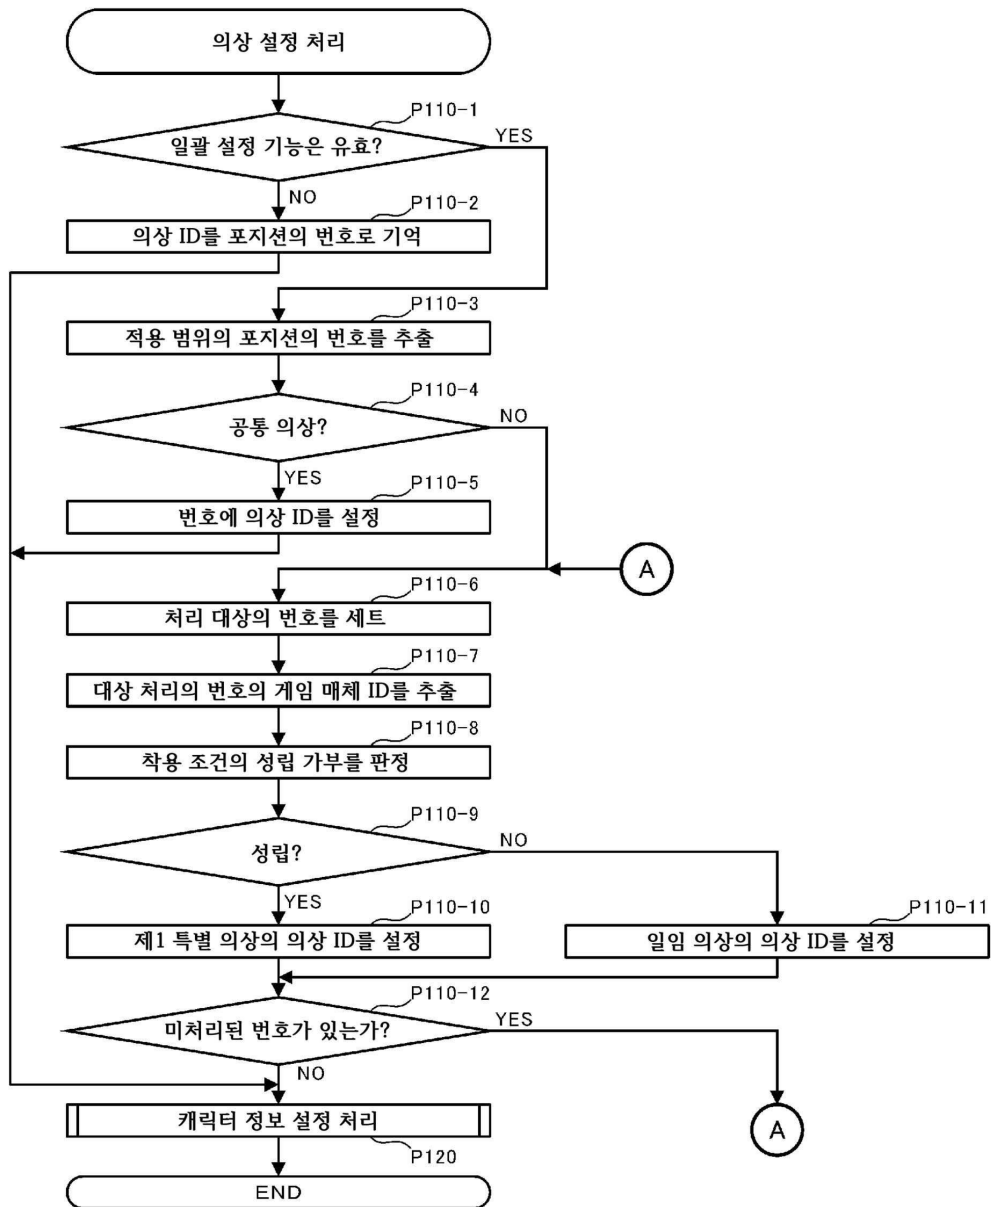 의상 설정 처리
P110-1
일괄 설정 기능은 유효?
YES
NO
P110-2
의상 ID를 포지션의 번호로 기억
P110-3
적용 범위의 포지션의 번호를 추출
P110-4
공통 의상?
NO
YES
P110-5
번호에 의상 ID를 설정
A
P110-6
처리 대상의 번호를 세트
P110-7
대상 처리의 번호의 게임 매체 ID를 추출
P110-8
착용 조건의 성립 가부를 판정
P110-9
성립?
NO
YES
P110-10
제1 특별 의상의 의상 ID를 설정
P110-11
일임 의상의 의상 ID를 설정
P110-12
미처리된 번호가 있는가?
YES
NO
A
캐릭터 정보 설정 처리
P120
END